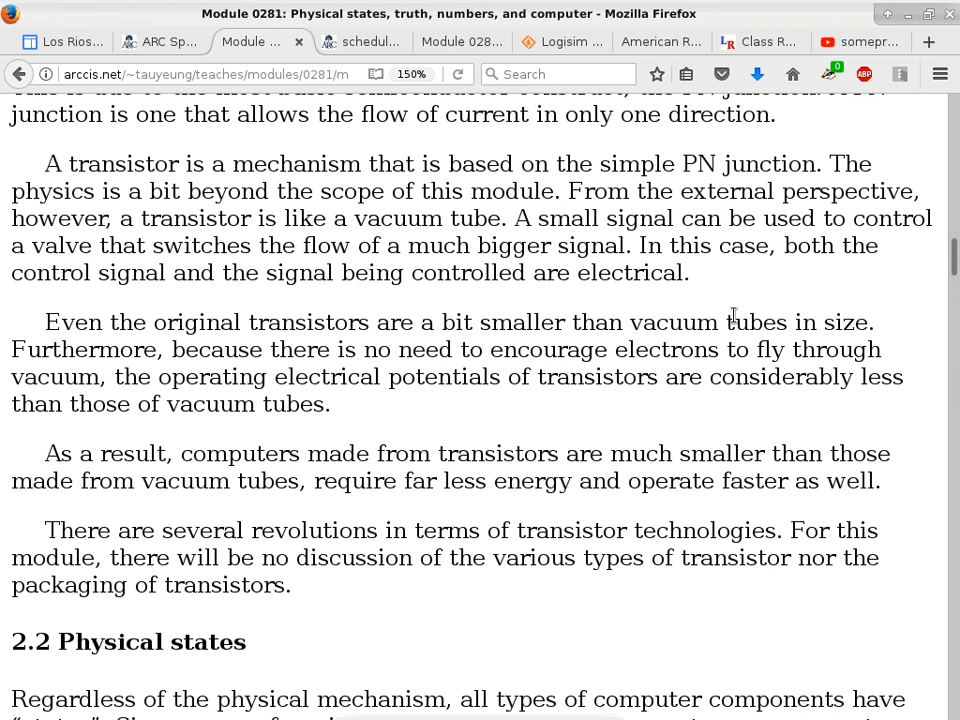 Module 0281: Physical states, truth, numbers, and computer - Mozilla Firefox
Los Rios... ARC Sp... Module ... schedul... Module 028... Logisim ... American R... Class R... somepr...
arccis.net/~tauyeung/teaches/modules/0281/m 150% Search 0 ABP
junction is one that allows the flow of current in only one direction.
A transistor is a mechanism that is based on the simple PN junction. The
physics is a bit beyond the scope of this module. From the external perspective,
however, a transistor is like a vacuum tube. A small signal can be used to control
a valve that switches the flow of a much bigger signal. In this case, both the
control signal and the signal being controlled are electrical.
Even the original transistors are a bit smaller than vacuum tubes in size.
Furthermore, because there is no need to encourage electrons to fly through
vacuum, the operating electrical potentials of transistors are considerably less
than those of vacuum tubes.
As a result, computers made from transistors are much smaller than those
made from vacuum tubes, require far less energy and operate faster as well.
There are several revolutions in terms of transistor technologies. For this
module, there will be no discussion of the various types of transistor nor the
packaging of transistors.
2.2 Physical states
Regardless of the physical mechanism, all types of computer components have